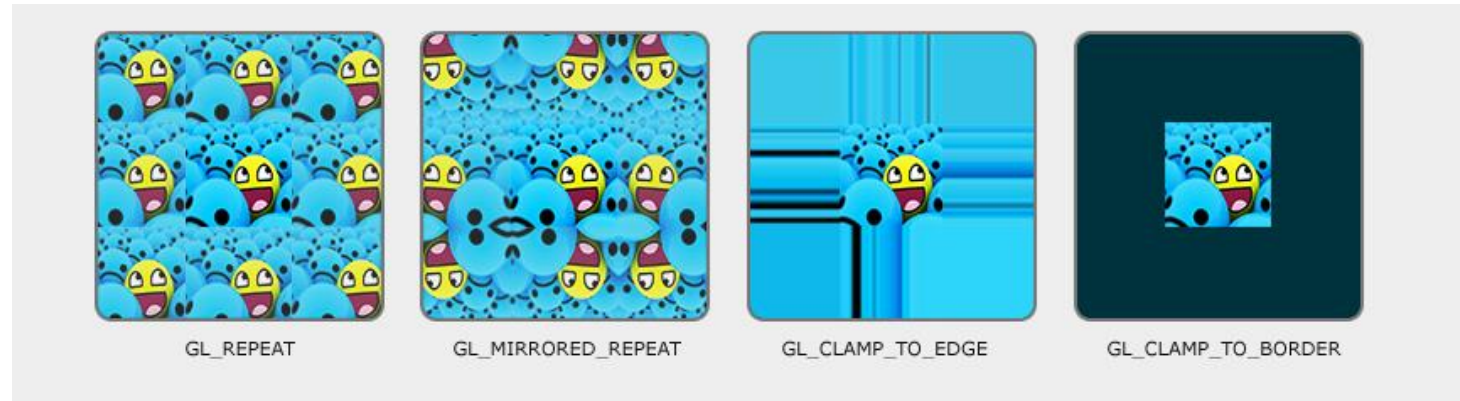 GL_REPEAT
GL_MIRRORED_REPEAT
GL_CLAMP_TO_EDGE
GL_CLAMP_TO_BORDER